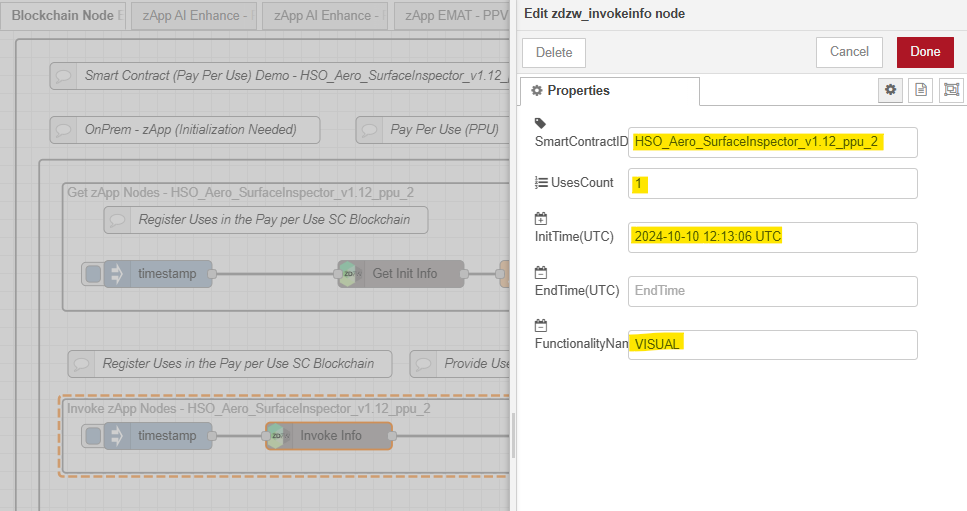 Blockchain Node E
zApp AI Enhance - F
zApp AI Enhance -
zApp EMAT - PPV
Smart Contract (Pay Per Use) Demo - HSO_Aero_SurfaceInspector_v1.12_
OnPrem - zApp (Initialization Needed)
Pay Per Use (PPU)
Get zApp Nodes - HSO_Aero_SurfaceInspector_v1.12_ppu_2
Register Uses in the Pay per Use SC Blockchain
timestamp
Get Init Info
Register Uses in the Pay per Use SC Blockchain
Provide Use
Invoke zApp Nodes - HSO_Aero_SurfaceInspector_v1.12_ppu_2
timestamp
Invoke Info
Edit zdzw_invokeinfo node
Delete
Cancel
Done
Properties
SmartContractID
HSO_Aero_SurfaceInspector_v1.12_ppu_2
UsesCount
1
InitTime(UTC)
2024-10-10 12:13:06 UTC
EndTime(UTC)
EndTime
FunctionalityNan
VISUAL